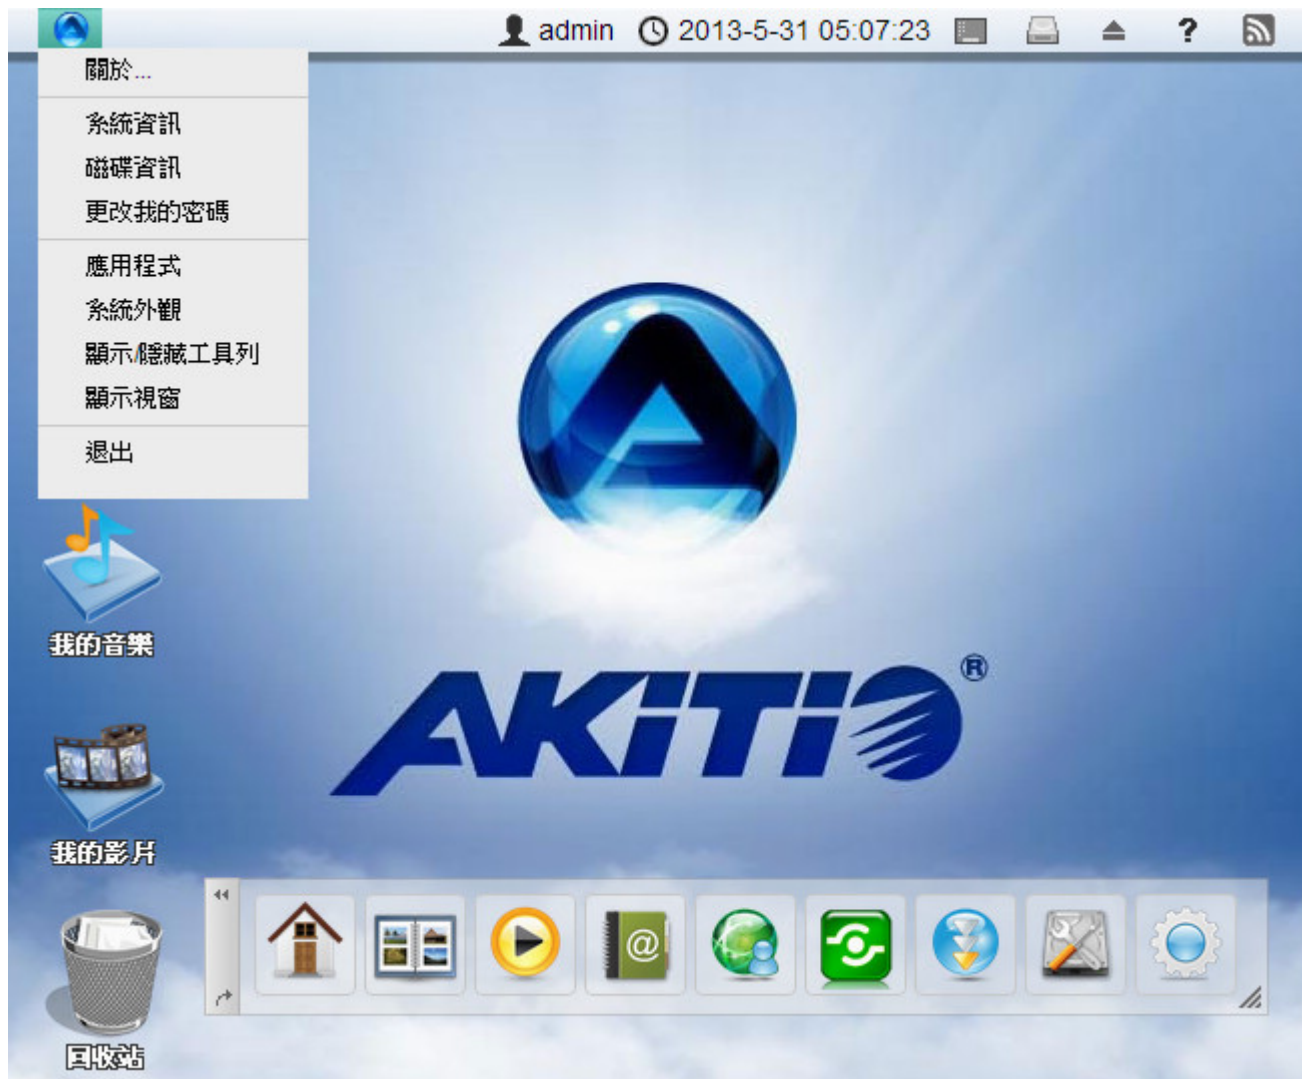 admin 2013-5-31 05:07:23 ?
關於...
系統資訊
磁碟資訊
更改我的密碼
應用程式
系統外觀
顯示/隱藏工具列
顯示視窗
退出
我的音樂
AKiTiO®
我的影片
@
回收站